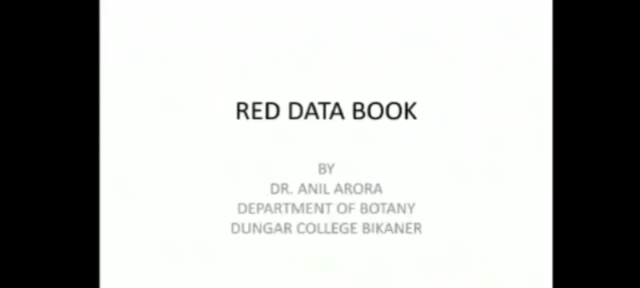 RED DATA BOOK
BY
DR. ANIL ARORA
DEPARTMENT OF BOTANY
DUNGAR COLLEGE BIKANER